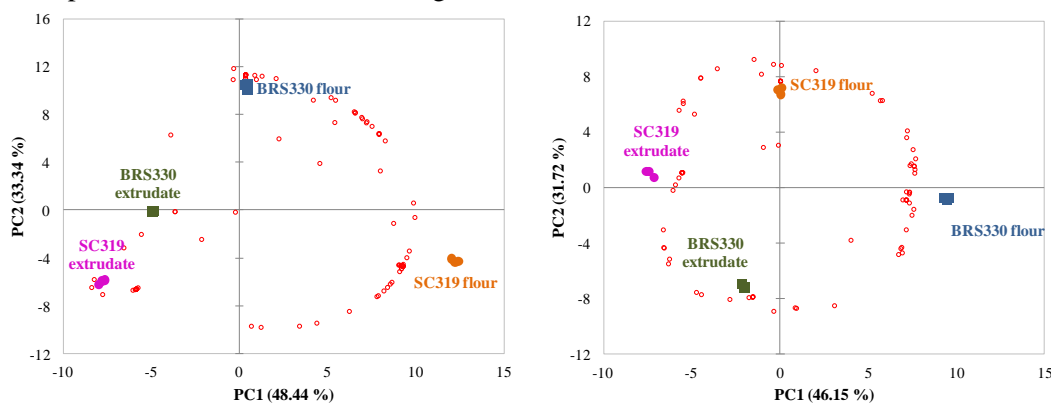 16
12
8
4
0
-4
-8
-12
-10
-5
0
5
10
15
PC2 (33.34 %)
PC1 (48.44 %)
BRS330 flour
BRS330
extrudate
SC319
extrudate
SC319 flour
12
8
4
0
-4
-8
-12
-10
-5
0
5
10
15
PC2 (31.72 %)
PC1 (46.15 %)
SC319 flour
SC319
extrudate
BRS330 flour
BRS330
extrudate